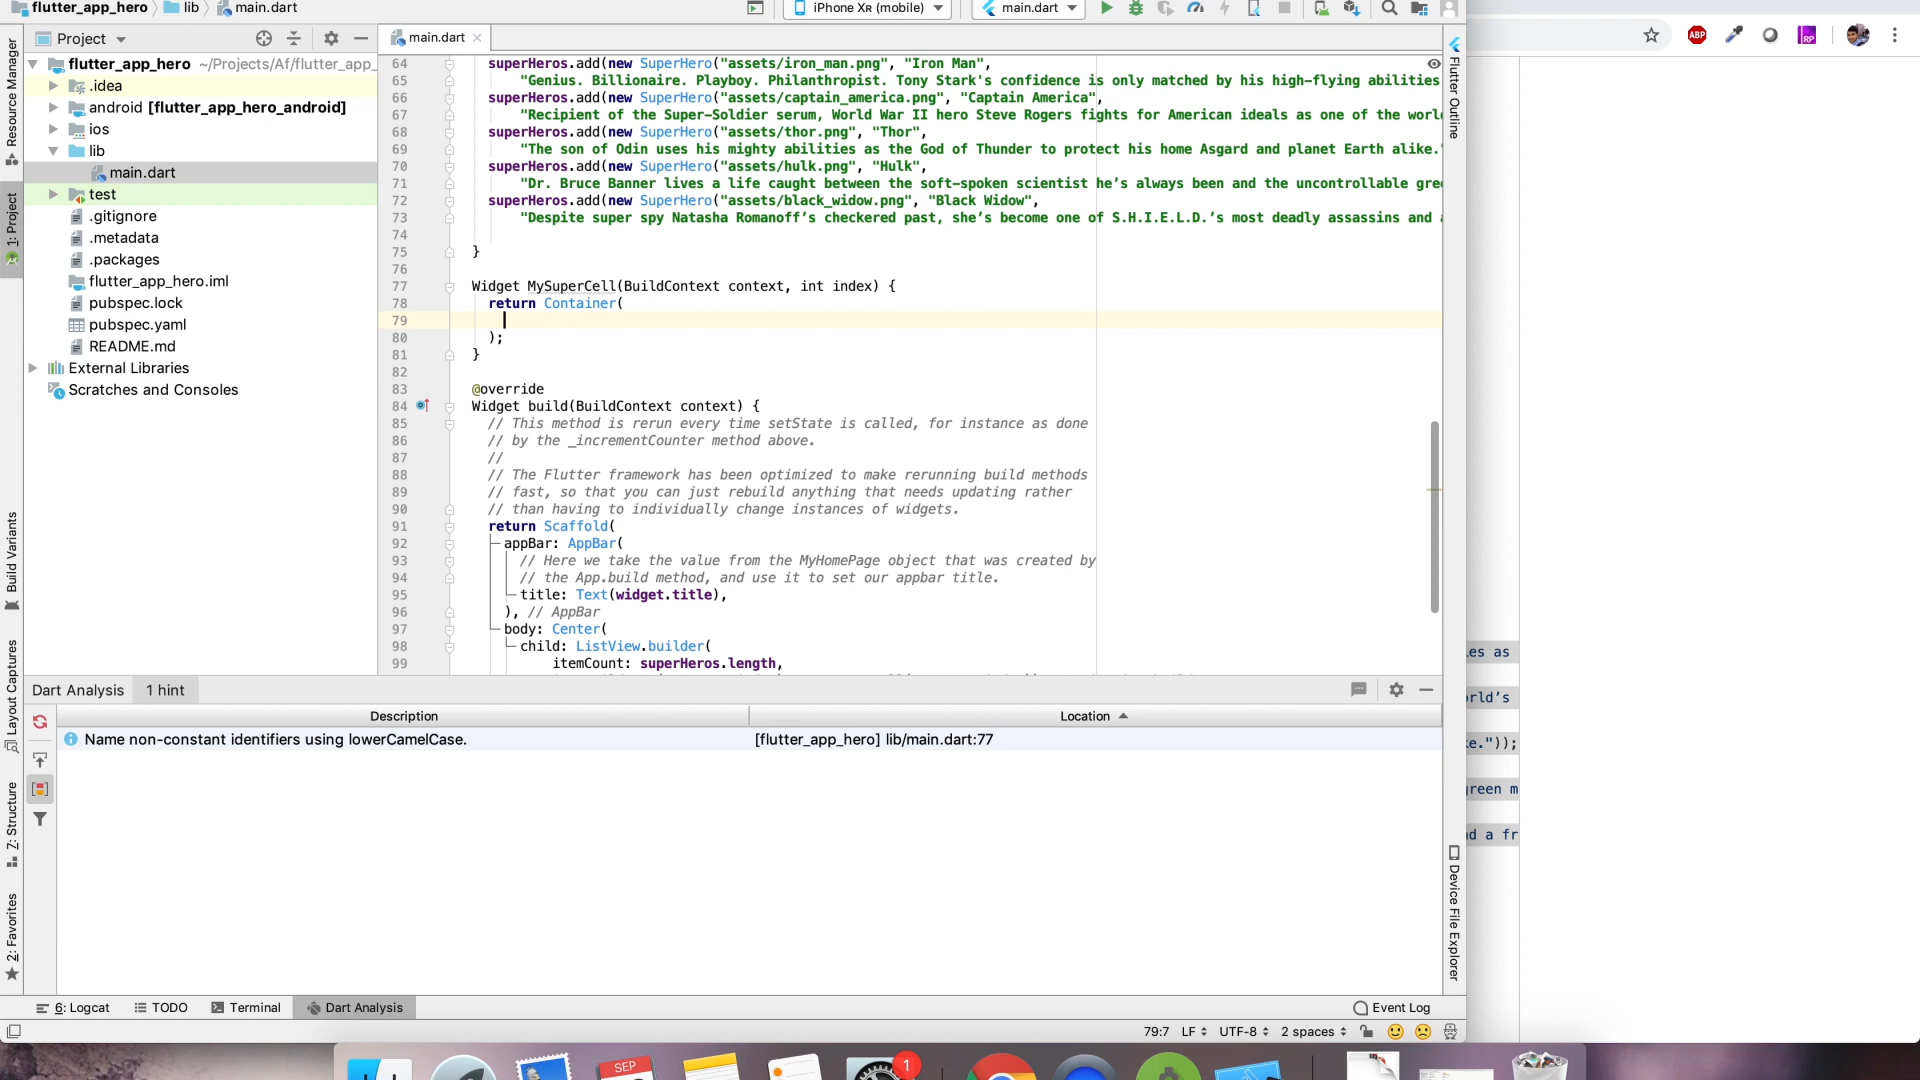 flutter_app_hero
lib
main.dart
iPhone XR (mobile)
main.dart
ABP
RP
Project
main.dart
flutter_app_hero ~/Projects/Af/flutter_app_
.idea
android [flutter_app_hero_android]
ios
lib
main.dart
test
.gitignore
.metadata
.packages
flutter_app_hero.iml
pubspec.lock
pubspec.yaml
README.md
External Libraries
Scratches and Consoles
Resource Manager
1: Project
Build Variants
Layout Captures
Z: Structure
2: Favorites
64 superHeros.add(new SuperHero("assets/iron_man.png", "Iron Man",
65 "Genius. Billionaire. Playboy. Philanthropist. Tony Stark's confidence is only matched by his high-flying abilities
66 superHeros.add(new SuperHero("assets/captain_america.png", "Captain America",
67 "Recipient of the Super-Soldier serum, World War II hero Steve Rogers fights for American ideals as one of the worl
68 superHeros.add(new SuperHero("assets/thor.png", "Thor",
69 "The son of Odin uses his mighty abilities as the God of Thunder to protect his home Asgard and planet Earth alike.
70 superHeros.add(new SuperHero("assets/hulk.png", "Hulk",
71 "Dr. Bruce Banner lives a life caught between the soft-spoken scientist he's always been and the uncontrollable gre
72 superHeros.add(new SuperHero("assets/black_widow.png", "Black Widow",
73 "Despite super spy Natasha Romanoff's checkered past, she's become one of S.H.I.E.L.D.'s most deadly assassins and a
74
75 }
76
77 Widget MySuperCell(BuildContext context, int index) {
78 return Container(
79
80 );
81 }
82
83 @override
84 Widget build(BuildContext context) {
85 // This method is rerun every time setState is called, for instance as done
86 // by the _incrementCounter method above.
87 //
88 // The Flutter framework has been optimized to make rerunning build methods
89 // fast, so that you can just rebuild anything that needs updating rather
90 // than having to individually change instances of widgets.
91 return Scaffold(
92 appBar: AppBar(
93 // Here we take the value from the MyHomePage object that was created by
94 // the App.build method, and use it to set our appbar title.
95 title: Text(widget.title),
96 ), // AppBar
97 body: Center(
98 child: ListView.builder(
99 itemCount: superHeros.length,
Flutter Outline
Device File Explorer
les as
orld's
ke."));
green m
nd a fr
Dart Analysis 1 hint
Description Location
Name non-constant identifiers using lowerCamelCase. [flutter_app_hero] lib/main.dart:77
6: Logcat TODO Terminal Dart Analysis Event Log
79:7 LF UTF-8 2 spaces
SEP
1